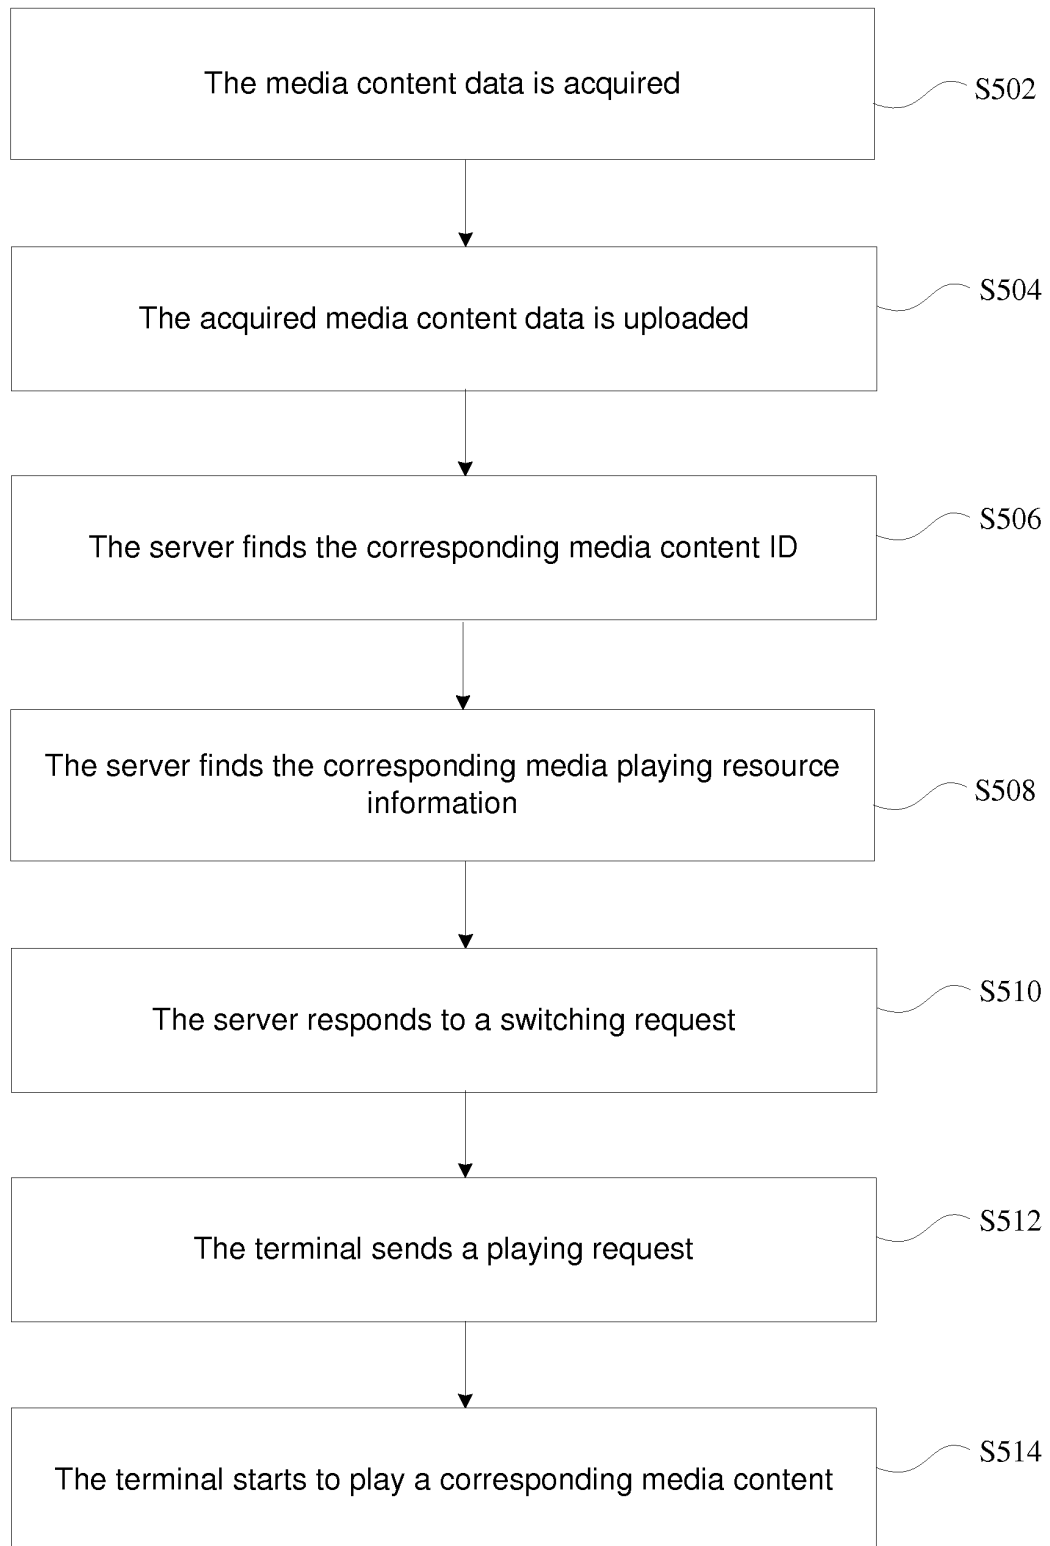 The media content data is acquired
S502
The acquired media content data is uploaded
S504
The server finds the corresponding media content ID
S506
The server finds the corresponding media playing resource
information
S508
The server responds to a switching request
S510
The terminal sends a playing request
S512
The terminal starts to play a corresponding media content
S514